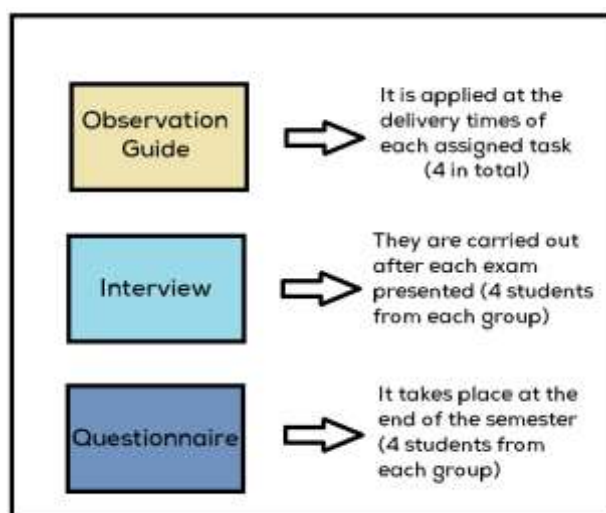 Observation
Guide
It is applied at the
delivery times of
each assigned task
(4 in total)
Interview
They are carried out
after each exam
presented (4 students
from each group)
Questionnaire
It takes place at the
end of the semester
(4 students from
each group)